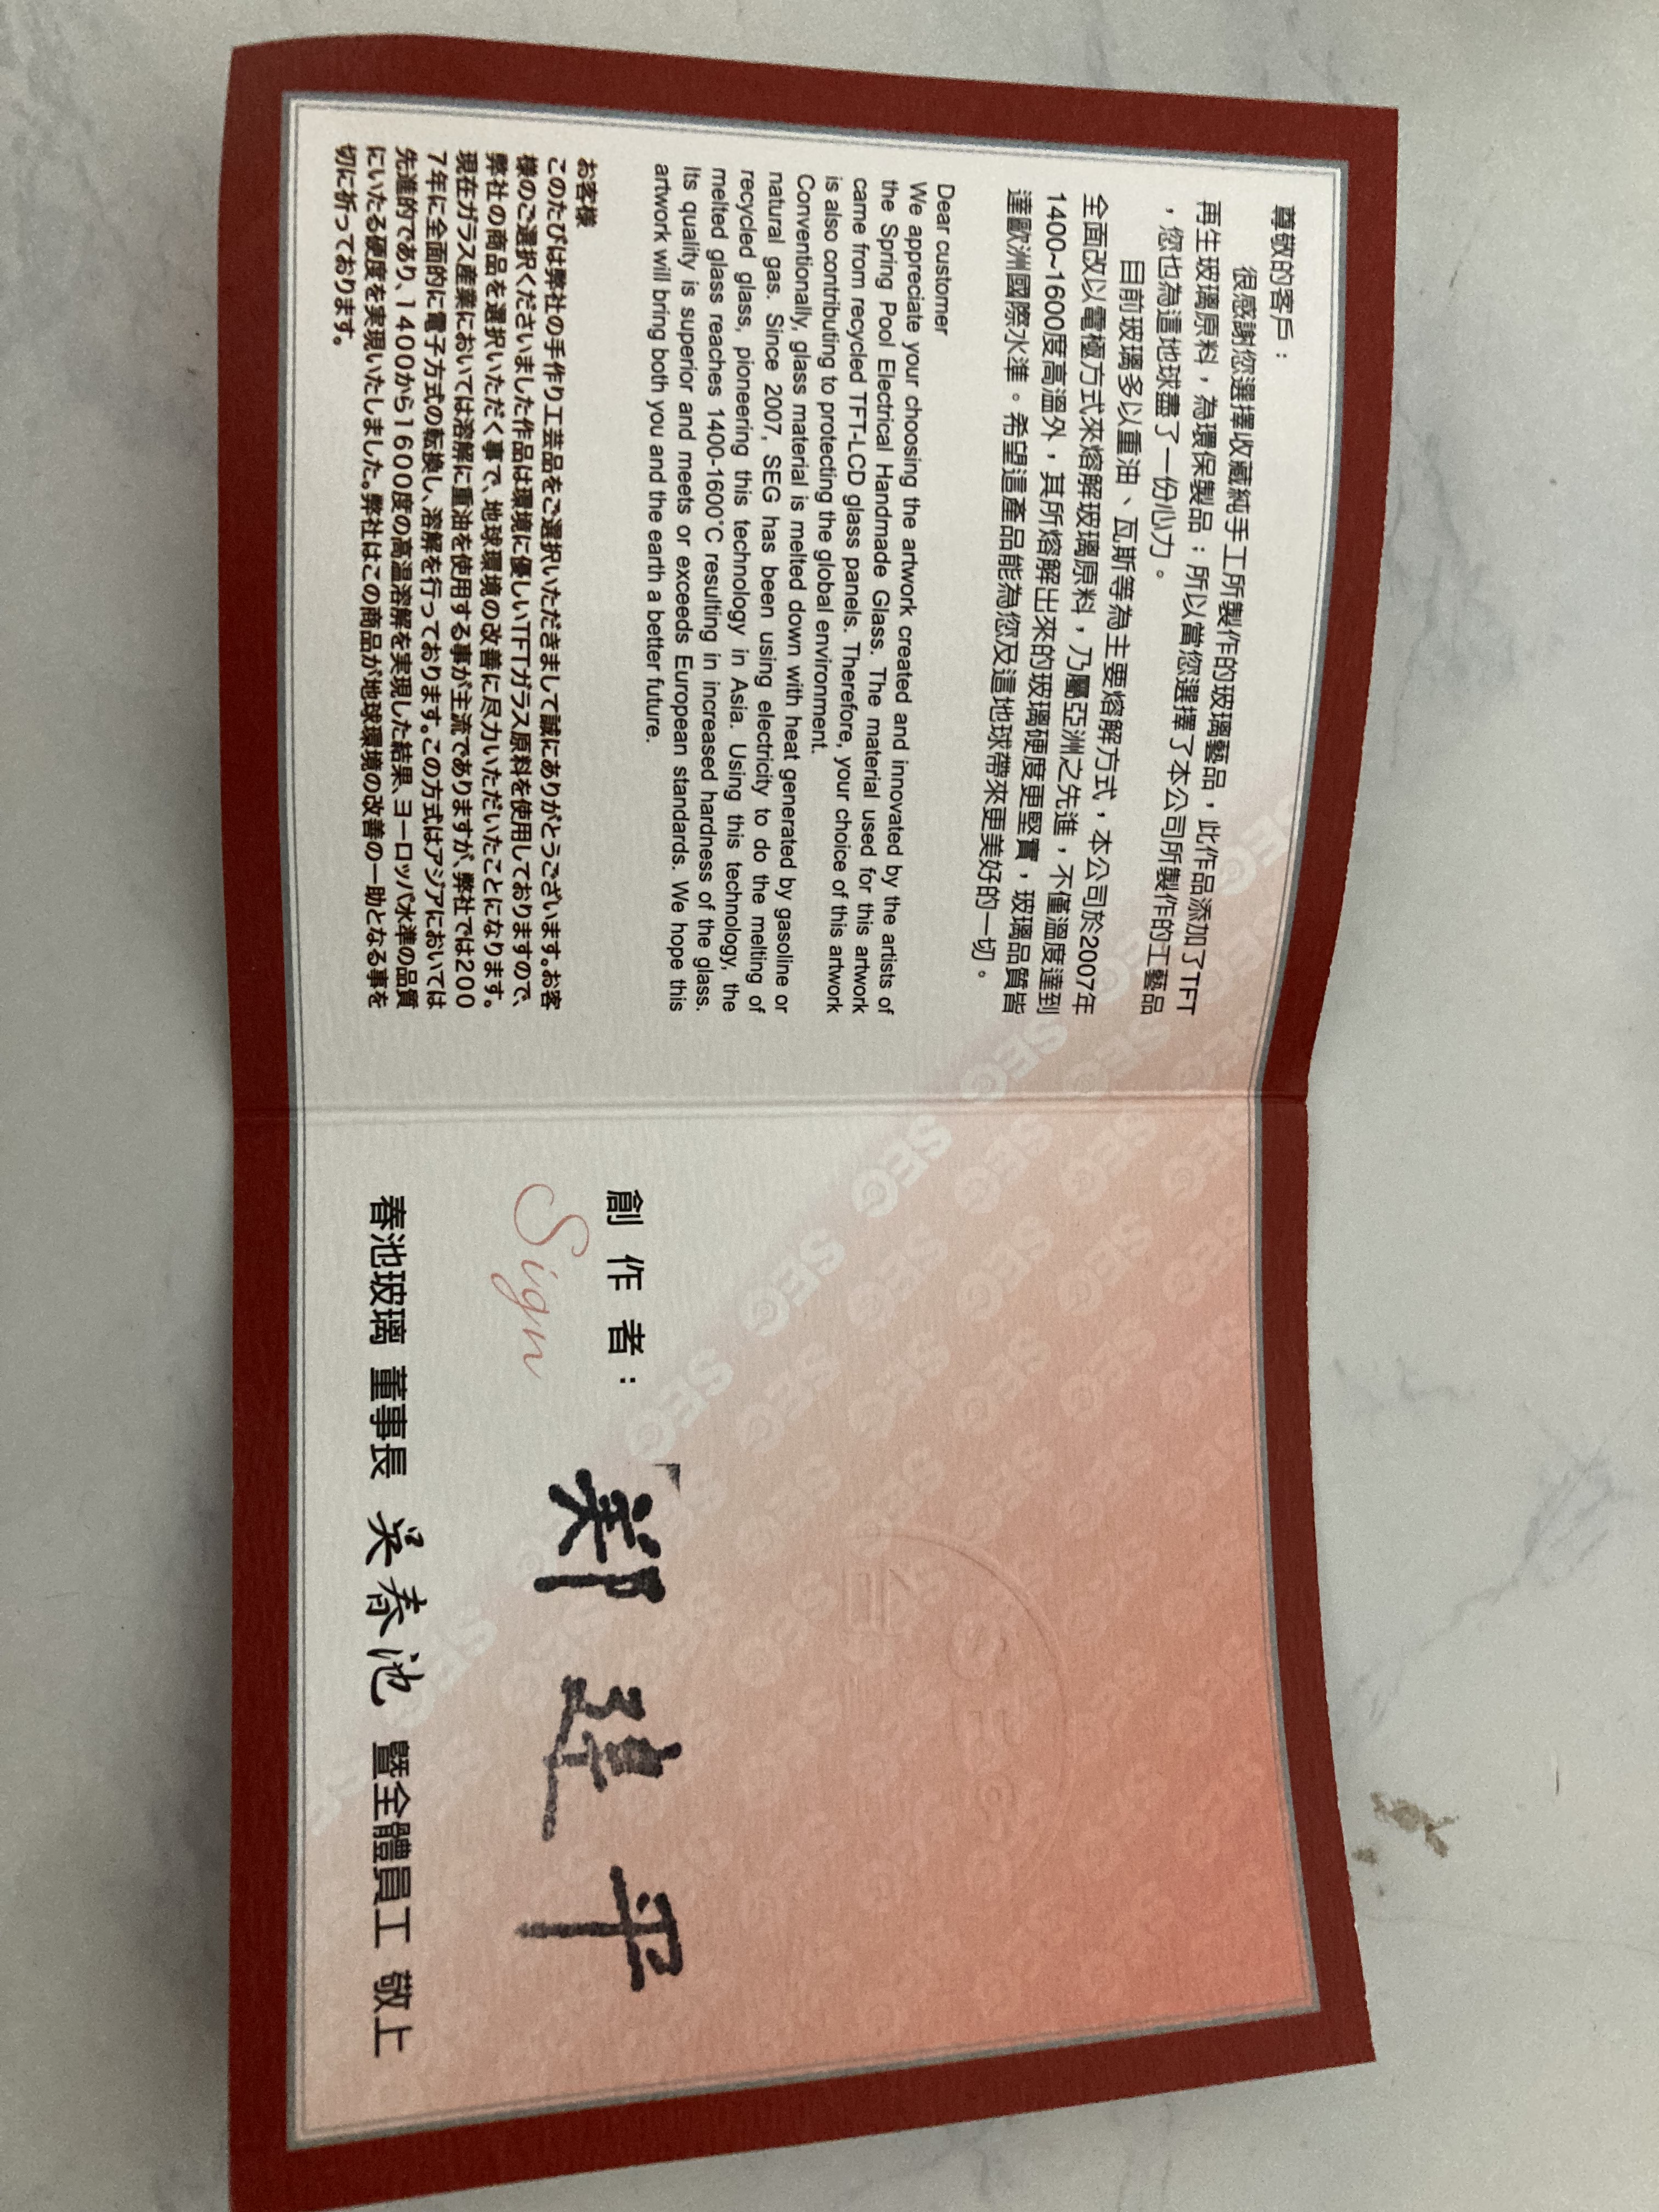 尊敬的客戶：
很感謝您選擇收藏純手工所製作的玻璃藝品，此作品添加了TFT
再生玻璃原料，為環保製品；所以當您選擇了本公司所製作的工藝品
，您也為這地球盡了一份心力。
目前玻璃多以重油、瓦斯等為主要熔解方式，本公司於2007年
全面改以電極方式來熔解玻璃原料，乃屬亞洲之先進，不僅溫度達到
1400~1600度高溫外，其所熔解出來的玻璃硬度更堅實，玻璃品質皆
達歐洲國際水準。希望這產品能為您及這地球帶來更美好的一切。
Dear customer
We appreciate your choosing the artwork created and innovated by the artists of
the Spring Pool Electrical Handmade Glass. The material used for this artwork
came from recycled TFT-LCD glass panels. Therefore, your choice of this artwork
is also contributing to protecting the global environment.
Conventionally, glass material is melted down with heat generated by gasoline or
natural gas. Since 2007, SEG has been using electricity to do the melting of
recycled glass, pioneering this technology in Asia. Using this technology, the
melted glass reaches 1400-1600°C resulting in increased hardness of the glass.
Its quality is superior and meets or exceeds European standards. We hope this
artwork will bring both you and the earth a better future.
お客様
このたびは弊社の手作り工芸品をご選択いただきまして誠にありがとうございます。お客
様のご選択くださいました作品は環境に優しいTFTガラス原料を使用しておりますので、
弊社の商品を選択いただく事で、地球環境の改善に尽力いただいたことになります。
現在ガラス産業においては溶解に重油を使用する事が主流でありますが、弊社では200
7年に全面的に電子方式の転換し、溶解を行っております。この方式はアジアにおいては
先進的であり、1400から1600度の高温溶解を実現した結果、ヨーロッパ水準の品質
にいたる硬度を実現いたしました。弊社はこの商品が地球環境の改善の一助となる事を
切に祈っております。
創作者：
Sign
鄭建平
春池玻璃 董事長 吳春池 暨全體員工 敬上
SEG